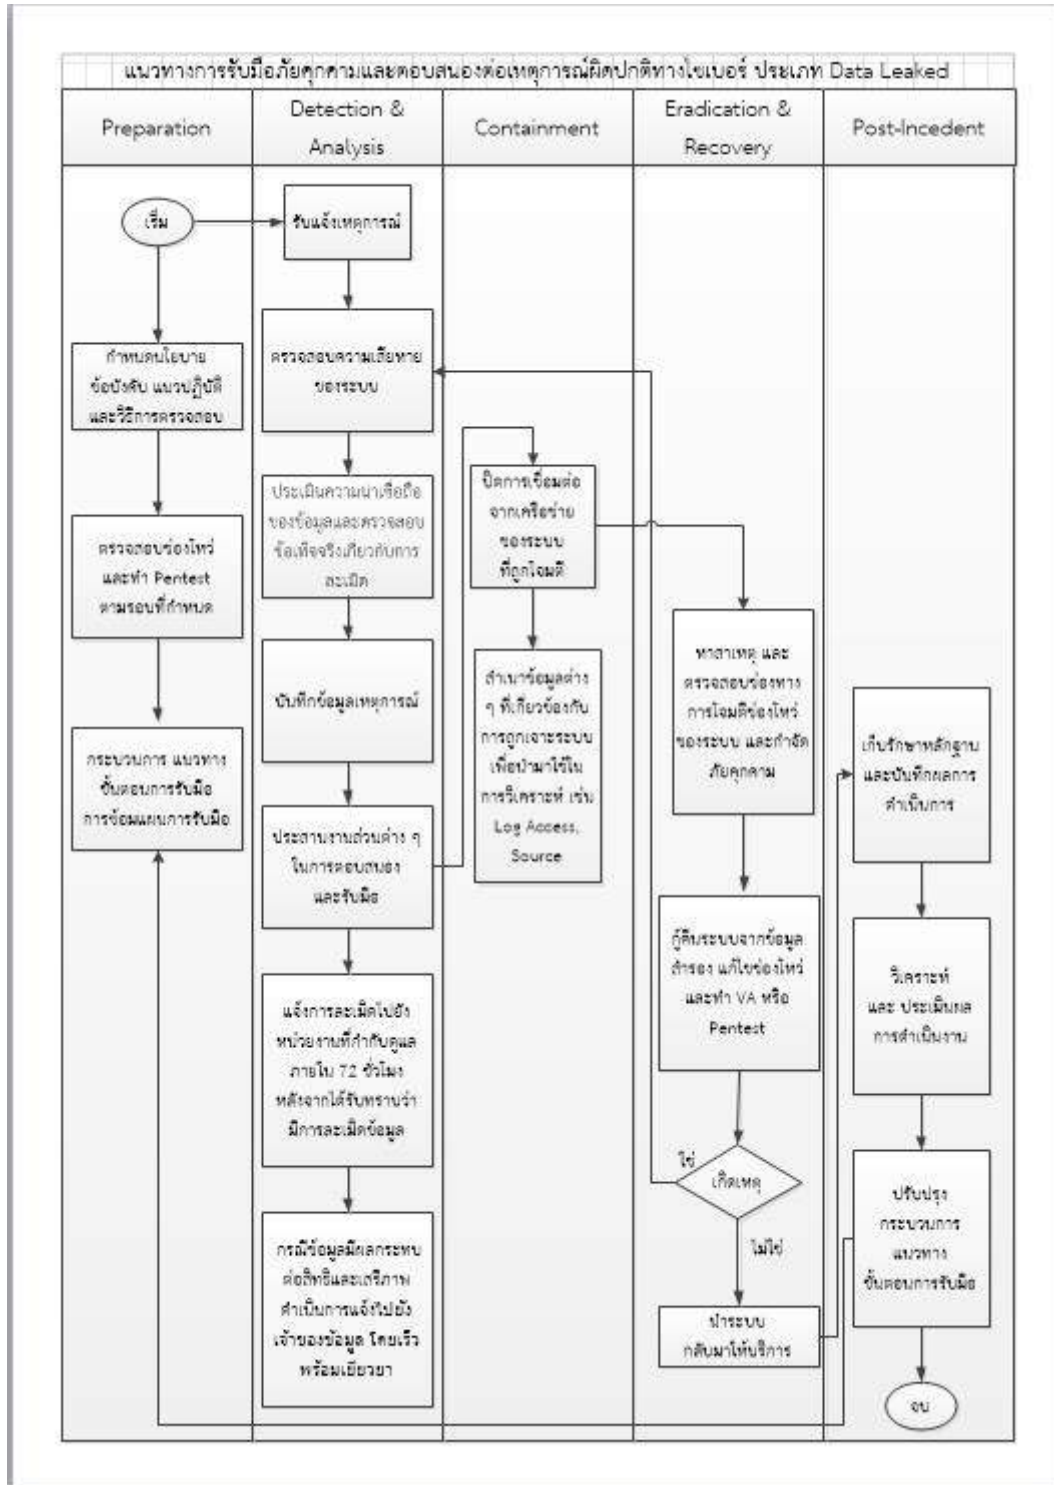 แนวทางการรับมือภัยคุกคามและตอบสนองต่อเหตุการณ์ผิดปกติทางไซเบอร์ ประเภท Data Leaked
Preparation
Detection &
Analysis
Containment
Eradication &
Recovery
Post-Incedent
เริ่ม
กำหนดนโยบาย
ข้อบังคับ แนวปฏิบัติ
และวิธีการตรวจสอบ
ตรวจสอบช่องโหว่
และทำ Pentest
ตามรอบที่กำหนด
กระบวนการ แนวทาง
ขั้นตอนการรับมือ
การซ้อมแผนการรับมือ
รับแจ้งเหตุการณ์
ตรวจสอบความเสียหาย
ของระบบ
ประเมินความน่าเชื่อถือ
ของข้อมูลและตรวจสอบ
ข้อเท็จจริงเกี่ยวกับการ
ละเมิด
บันทึกข้อมูลเหตุการณ์
ประสานงานส่วนต่าง ๆ
ในการตอบสนอง
และรับมือ
แจ้งการละเมิดไปยัง
หน่วยงานที่กำกับดูแล
ภายใน 72 ชั่วโมง
หลังจากได้รับทราบว่า
มีการละเมิดข้อมูล
กรณีข้อมูลมีผลกระทบ
ต่อสิทธิและเสรีภาพ
ดำเนินการแจ้งไปยัง
เจ้าของข้อมูล โดยเร็ว
พร้อมเยียวยา
ปิดการเชื่อมต่อ
จากเครือข่าย
ของระบบ
ที่ถูกโจมตี
สำเนาข้อมูลต่าง
ๆ ที่เกี่ยวข้องกับ
การถูกเจาะระบบ
เพื่อนำมาใช้ใน
การวิเคราะห์ เช่น
Log Access,
Source
หาสาเหตุ และ
ตรวจสอบช่องทาง
การโจมตีช่องโหว่
ของระบบ และกำจัด
ภัยคุกคาม
กู้คืนระบบจากข้อมูล
สำรอง แก้ไขช่องโหว่
และทำ VA หรือ
Pentest
ใช่
เกิดเหตุ
ไม่ใช่
นำระบบ
กลับมาให้บริการ
เก็บรักษาหลักฐาน
และบันทึกผลการ
ดำเนินการ
วิเคราะห์
และ ประเมินผล
การดำเนินงาน
ปรับปรุง
กระบวนการ
แนวทาง
ขั้นตอนการรับมือ
จบ